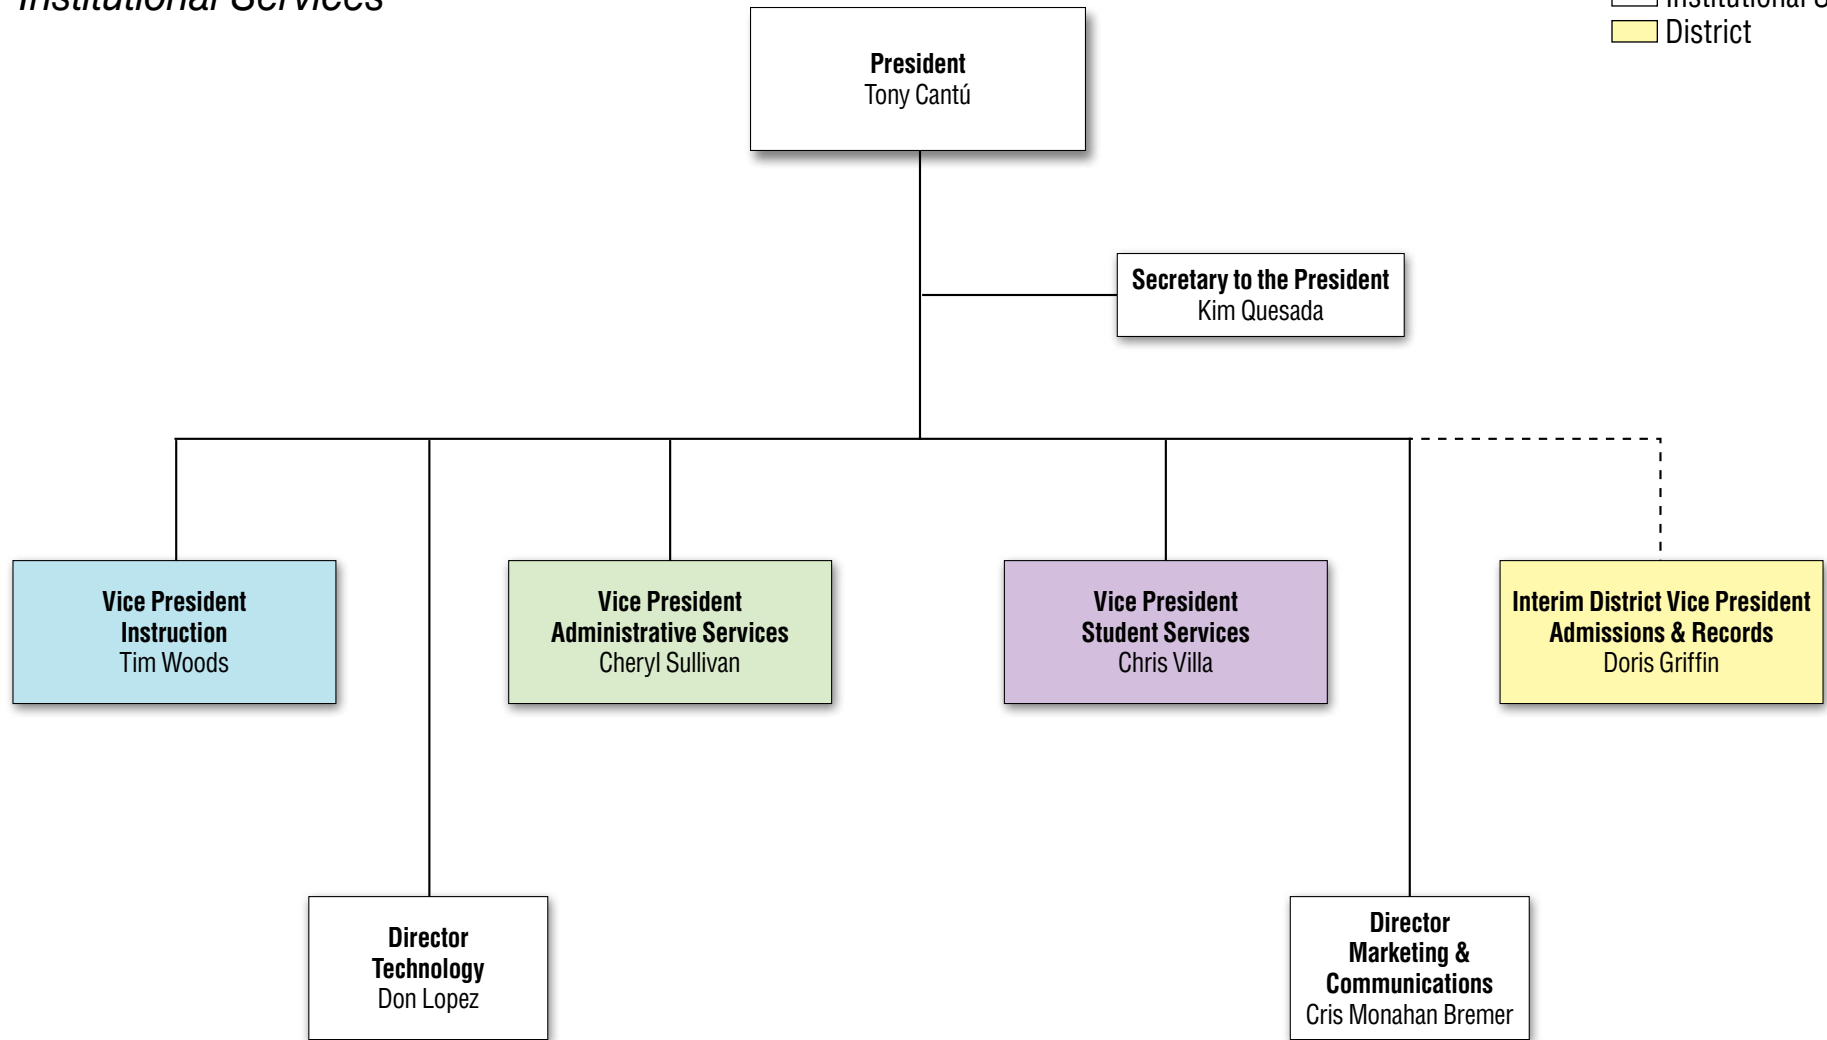 Institutional Services
Institutional
District
President
Tony Cantú
Secretary to the President
Kim Quesada
Vice President
Instruction
Tim Woods
Vice President
Administrative Services
Cheryl Sullivan
Vice President
Student Services
Chris Villa
Interim District Vice President
Admissions & Records
Doris Griffin
Director
Technology
Don Lopez
Director
Marketing &
Communications
Cris Monahan Bremer